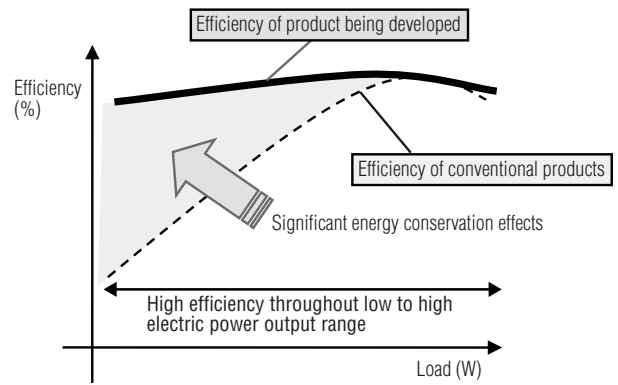 Efficiency of product being developed
Efficiency
(%)
Efficiency of conventional products
Significant energy conservation effects
High efficiency throughout low to high
electric power output range
Load (W)